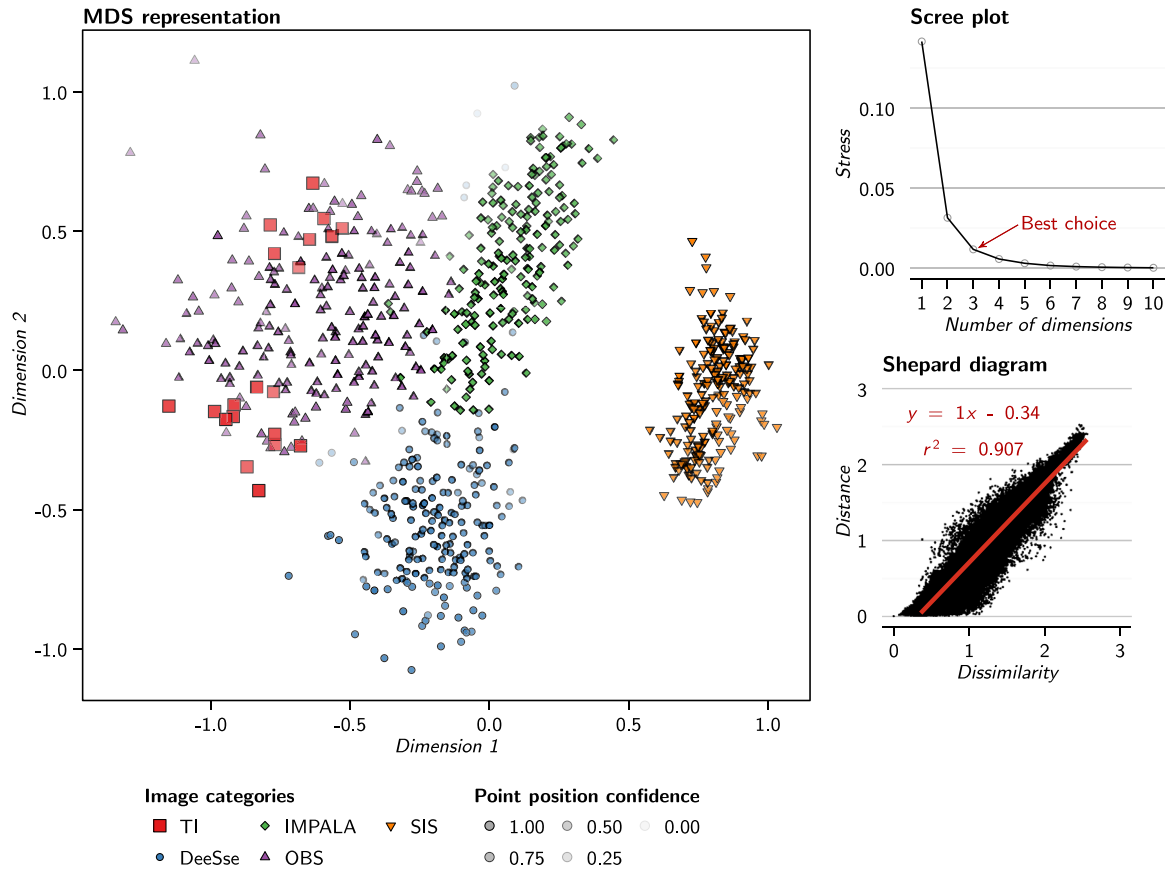 MDS representation
1.0
0.5
0.0
-0.5
-1.0
Dimension 2
-1.0 -0.5 0.0 0.5 1.0
Dimension 1
Scree plot
Stress
0.10
0.05
0.00
Best choice
1 2 3 4 5 6 7 8 9 10
Number of dimensions
Shepard diagram
Distance
3
2
1
0
y = 1x - 0.34
r² = 0.907
0 1 2 3
Dissimilarity
Image categories
TI IMPALA SIS
DeeSse OBS
Point position confidence
1.00 0.50 0.00
0.75 0.25